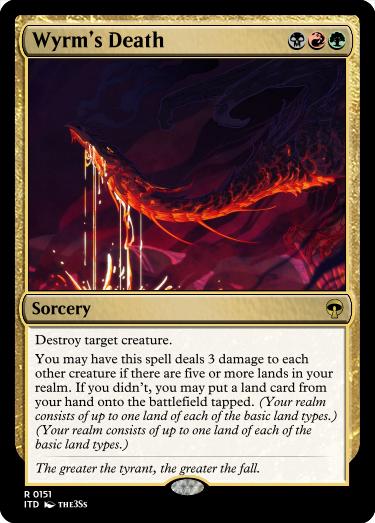 Wyrm's Death
Sorcery
Destroy target creature.
You may have this spell deals 3 damage to each
other creature if there are five or more lands in your
realm. If you didn't, you may put a land card from
your hand onto the battlefield tapped. (Your realm
consists of up to one land of each of the basic land types.)
(Your realm consists of up to one land of each of the
basic land types.)
The greater the tyrant, the greater the fall.
R 0151
ITD THE3SS